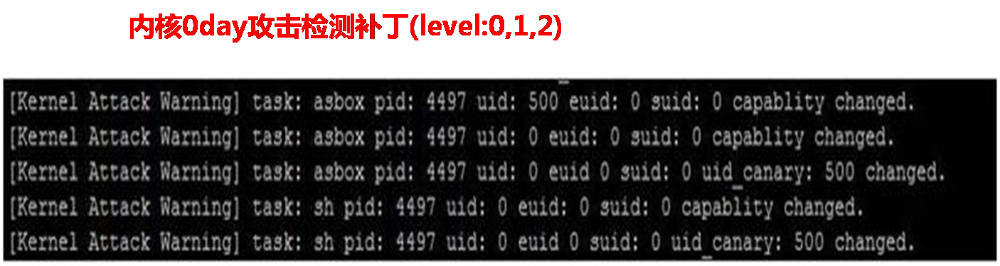 内核0day攻击检测补丁(level:0,1,2)
[Kernel Attack Warning] task: asbox pid: 4497 uid: 500 euid: 0 suid: 0 capablity changed.
[Kernel Attack Warning] task: asbox pid: 4497 uid: 0 euid: 0 suid: 0 capablity changed.
[Kernel Attack Warning] task: asbox pid: 4497 uid: 0 euid 0 suid: 0 uid_canary: 500 changed.
[Kernel Attack Warning] task: sh pid: 4497 uid: 0 euid: 0 suid: 0 capablity changed.
[Kernel Attack Warning] task: sh pid: 4497 uid: 0 euid 0 suid: 0 uid_canary: 500 changed.